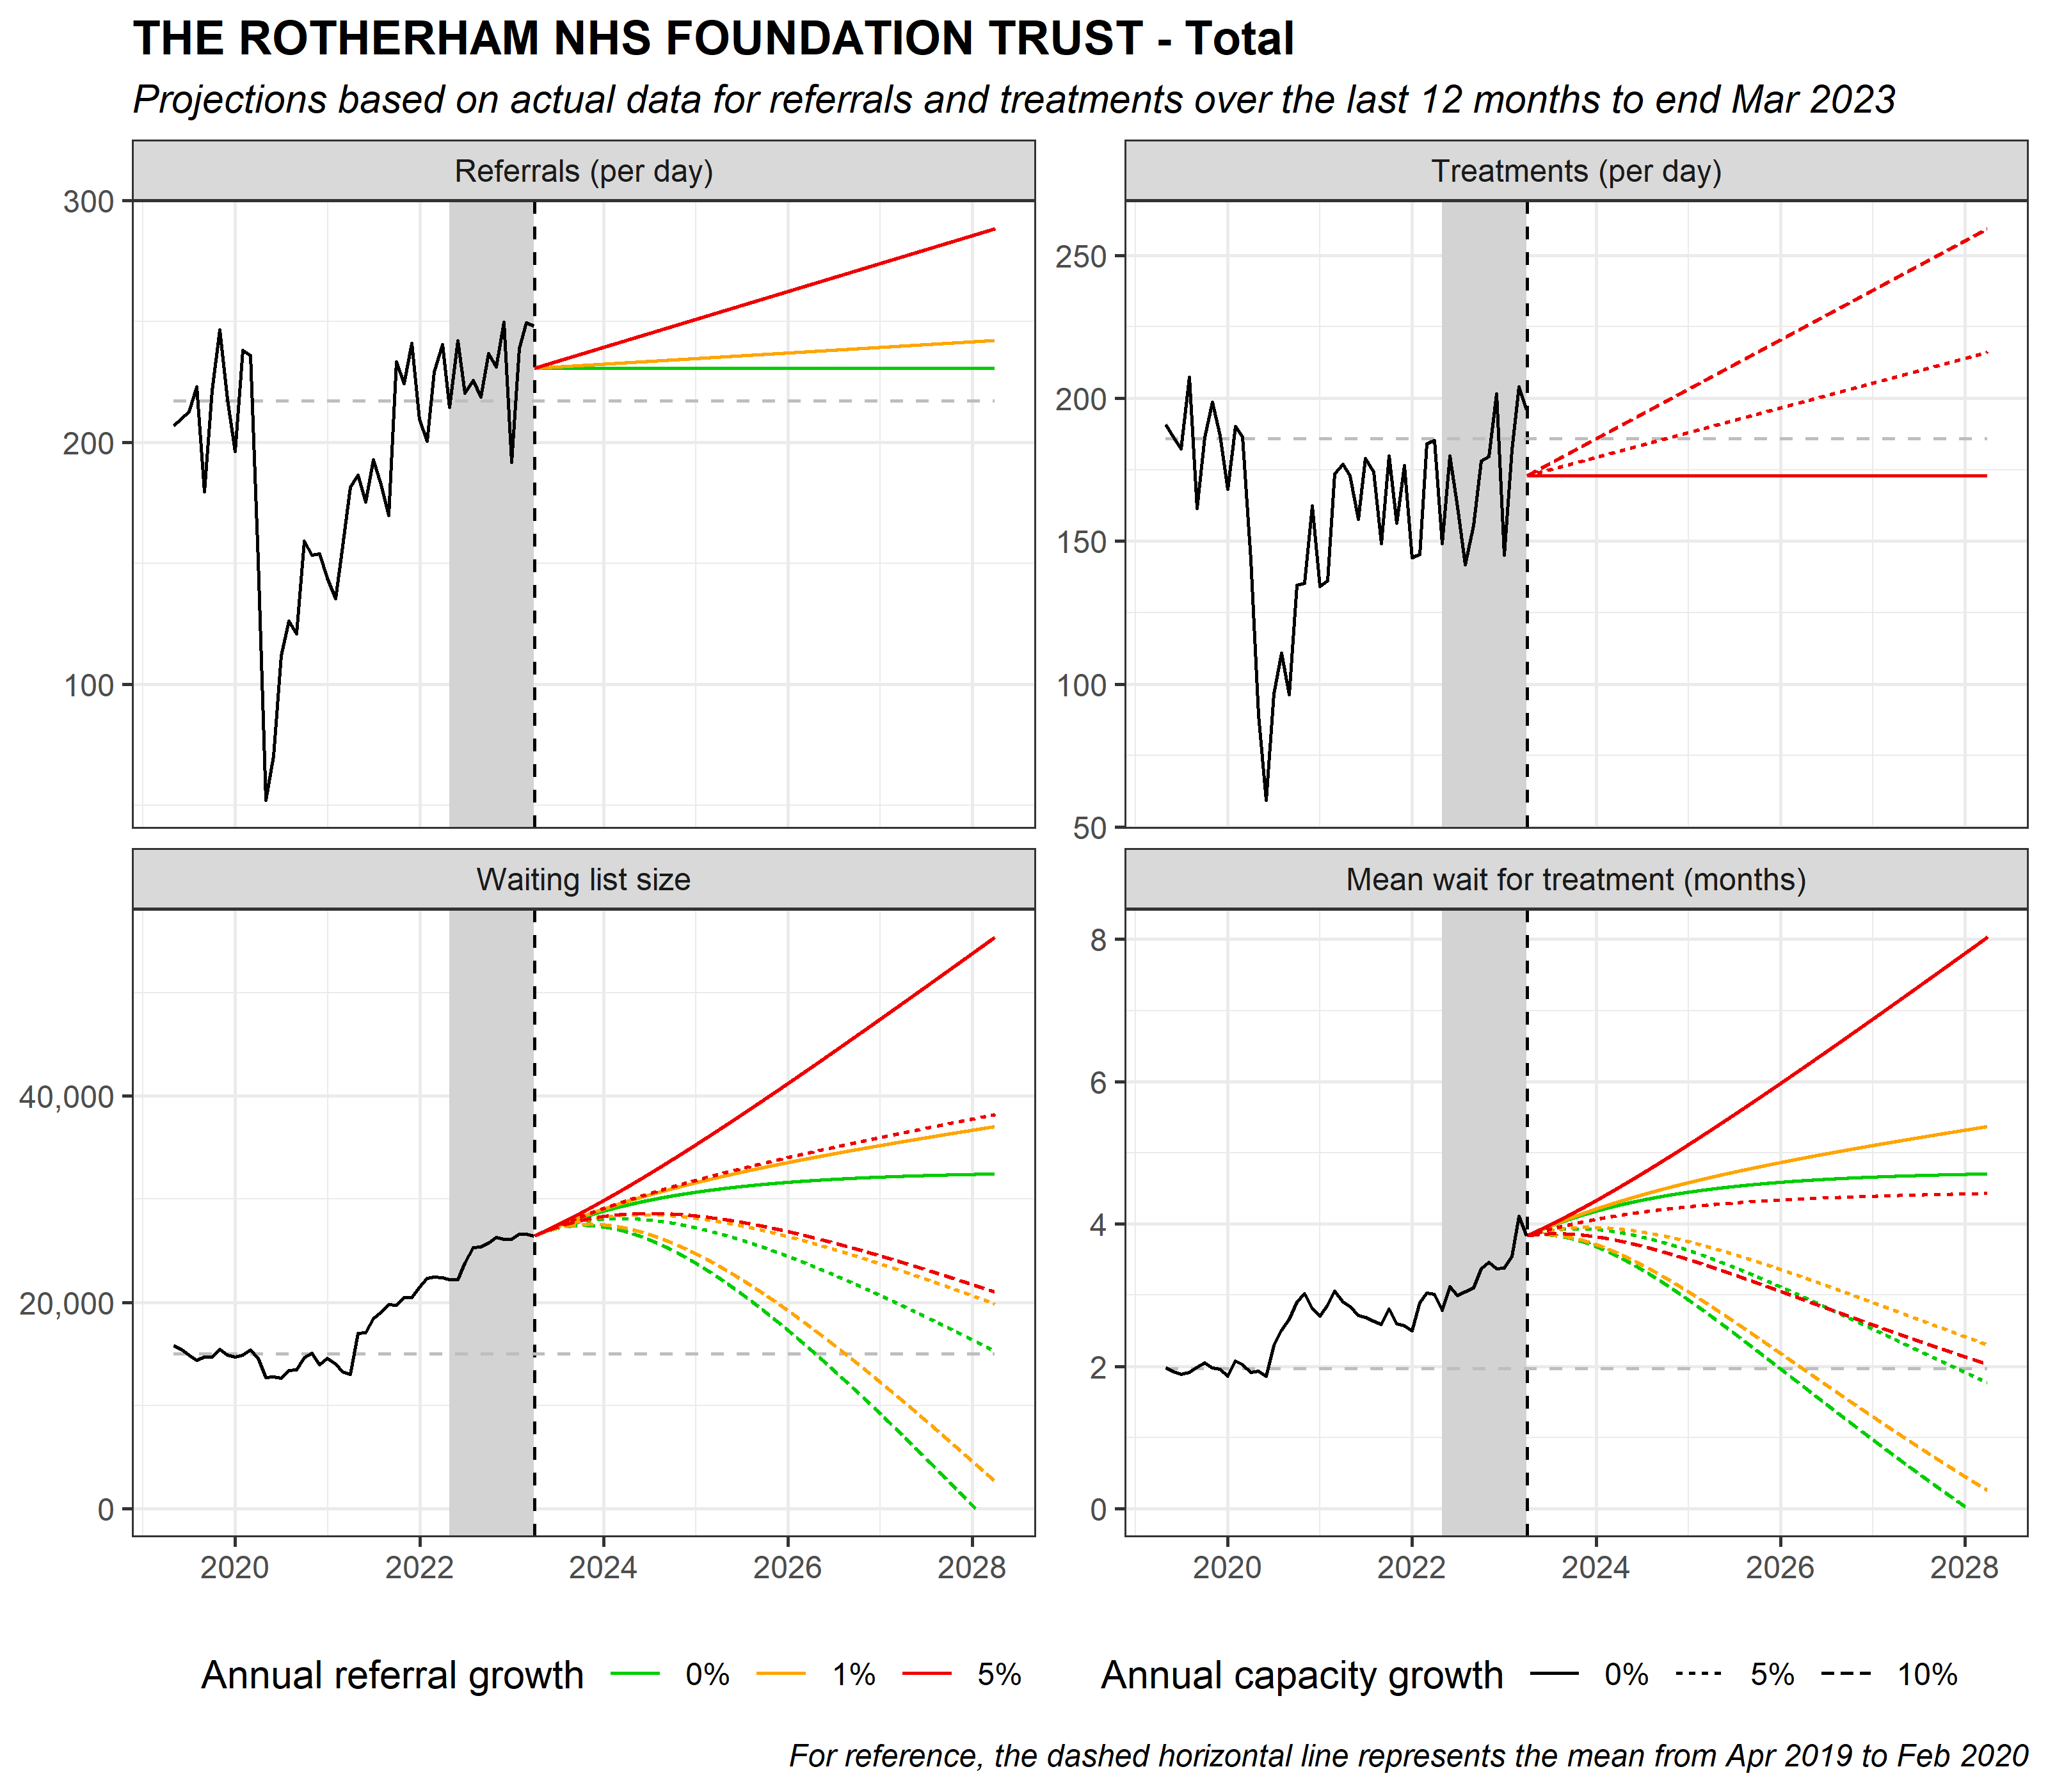 THE ROTHERHAM NHS FOUNDATION TRUST - Total
Projections based on actual data for referrals and treatments over the last 12 months to end Mar 2023
Referrals (per day)
300
200
100
Treatments (per day)
250
200
150
100
50
Waiting list size
40,000
20,000
0
2020 2022 2024 2026 2028
Mean wait for treatment (months)
8
6
4
2
0
2020 2022 2024 2026 2028
Annual referral growth 0% 1% 5%
Annual capacity growth 0% 5% 10%
For reference, the dashed horizontal line represents the mean from Apr 2019 to Feb 2020